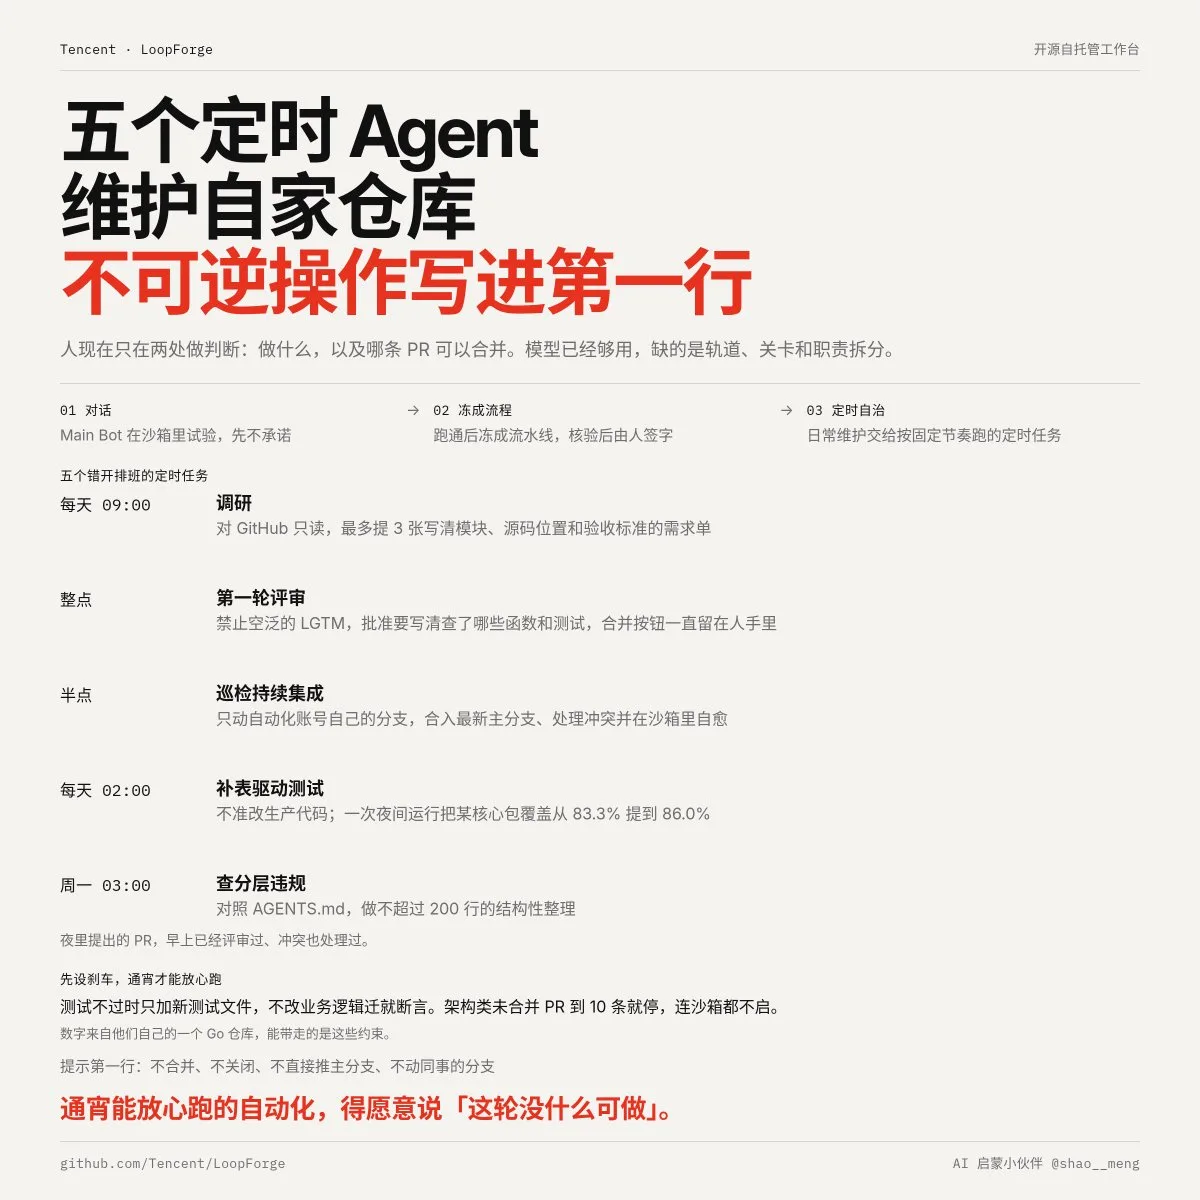 Tencent · LoopForge
开源自托管工作台
五个定时 Agent
维护自家仓库
不可逆操作写进第一行
人现在只在两处做判断：做什么，以及哪条 PR 可以合并。模型已经够用，缺的是轨道、关卡和职责拆分。
01 对话
Main Bot 在沙箱里试验，先不承诺
→ 02 冻成流程
跑通后冻成流水线，核验后由人签字
→ 03 定时自治
日常维护交给按固定节奏跑的定时任务
五个错开排班的定时任务
每天 09:00 调研
对 GitHub 只读，最多提 3 张写清模块、源码位置和验收标准的需求单
整点 第一轮评审
禁止空泛的 LGTM，批准要写清查了哪些函数和测试，合并按钮一直留在人手里
半点 巡检持续集成
只动自动化账号自己的分支，合入最新主分支、处理冲突并在沙箱里自愈
每天 02:00 补表驱动测试
不准改生产代码；一次夜间运行把某核心包覆盖从 83.3% 提到 86.0%
周一 03:00 查分层违规
对照 AGENTS.md，做不超过 200 行的结构性整理
夜里提出的 PR，早上已经评审过、冲突也处理过。
先设刹车，通宵才能放心跑
测试不过时只加新测试文件，不改业务逻辑迁就断言。架构类未合并 PR 到 10 条就停，连沙箱都不启。
数字来自他们自己的一个 Go 仓库，能带走的是这些约束。
提示第一行：不合并、不关闭、不直接推主分支、不动同事的分支
通宵能放心跑的自动化，得愿意说「这轮没什么可做」。
github.com/Tencent/LoopForge
AI 启蒙小伙伴 @shao__meng